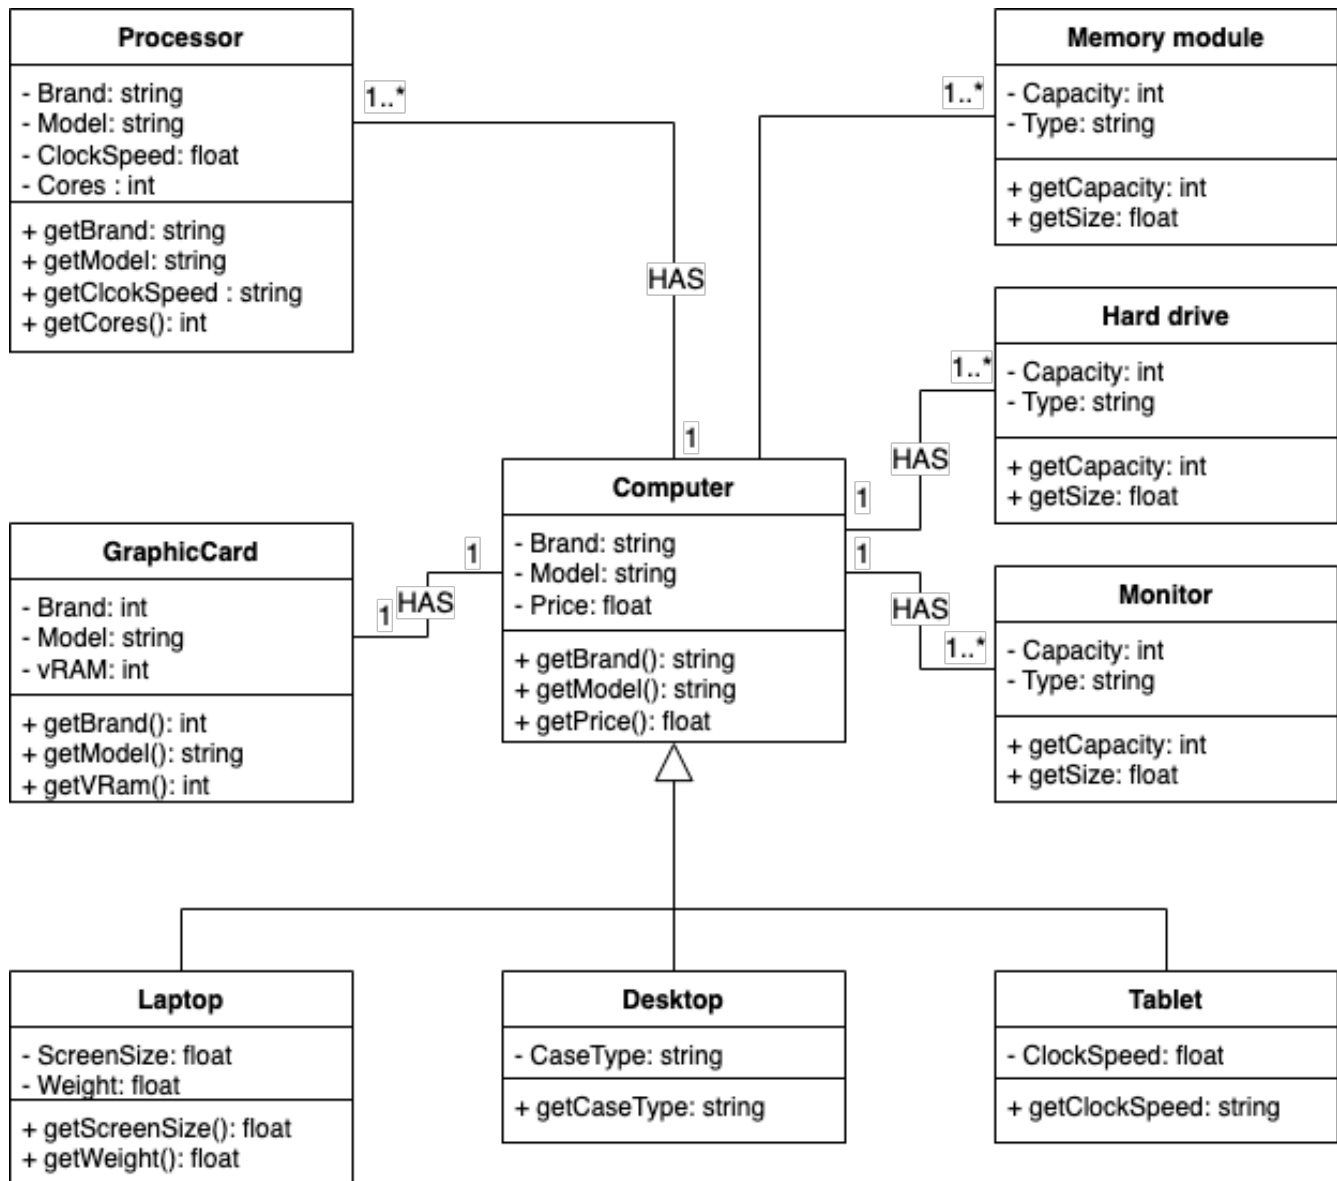 Processor
- Brand: string
- Model: string
- ClockSpeed: float
- Cores : int
+ getBrand: string
+ getModel: string
+ getClcokSpeed : string
+ getCores(): int
1..*
HAS
1
1..*
Memory module
- Capacity: int
- Type: string
+ getCapacity: int
+ getSize: float
Hard drive
- Capacity: int
- Type: string
+ getCapacity: int
+ getSize: float
1..*
HAS
1
Computer
- Brand: string
- Model: string
- Price: float
+ getBrand(): string
+ getModel(): string
+ getPrice(): float
GraphicCard
- Brand: int
- Model: string
- vRAM: int
+ getBrand(): int
+ getModel(): string
+ getVRam(): int
1
HAS
1
1
HAS
1..*
Monitor
- Capacity: int
- Type: string
+ getCapacity: int
+ getSize: float
Laptop
- ScreenSize: float
- Weight: float
+ getScreenSize(): float
+ getWeight(): float
Desktop
- CaseType: string
+ getCaseType: string
Tablet
- ClockSpeed: float
+ getClockSpeed: string